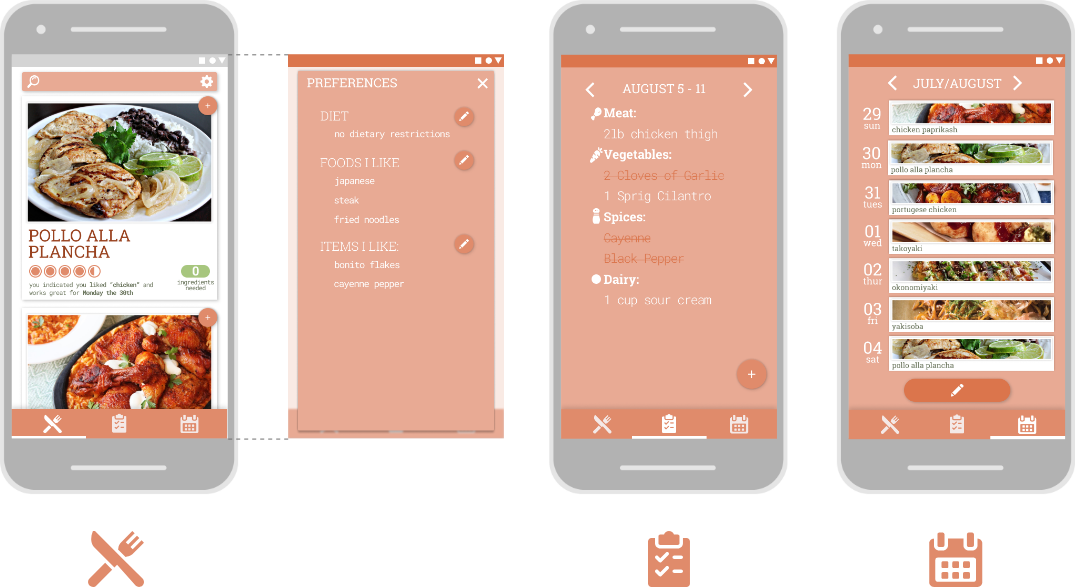 POLLO ALLA
PLANCHA
0
ingredients
needed
you indicated you liked "chicken" and
works great for Monday the 30th
+
+
PREFERENCES
DIET
no dietary restrictions
FOODS I LIKE
japanese
steak
fried noodles
ITEMS I LIKE:
bonito flakes
cayenne pepper
AUGUST 5 - 11
Meat:
2lb chicken thigh
Vegetables:
2 Cloves of Garlic
1 Sprig Cilantro
Spices:
Cayenne
Black Pepper
Dairy:
1 cup sour cream
+
JULY/AUGUST
29
sun
chicken paprikash
30
mon
pollo alla plancha
31
tues
portugese chicken
01
wed
takoyaki
02
thur
okonomiyaki
03
fri
yakisoba
04
sat
pollo alla plancha